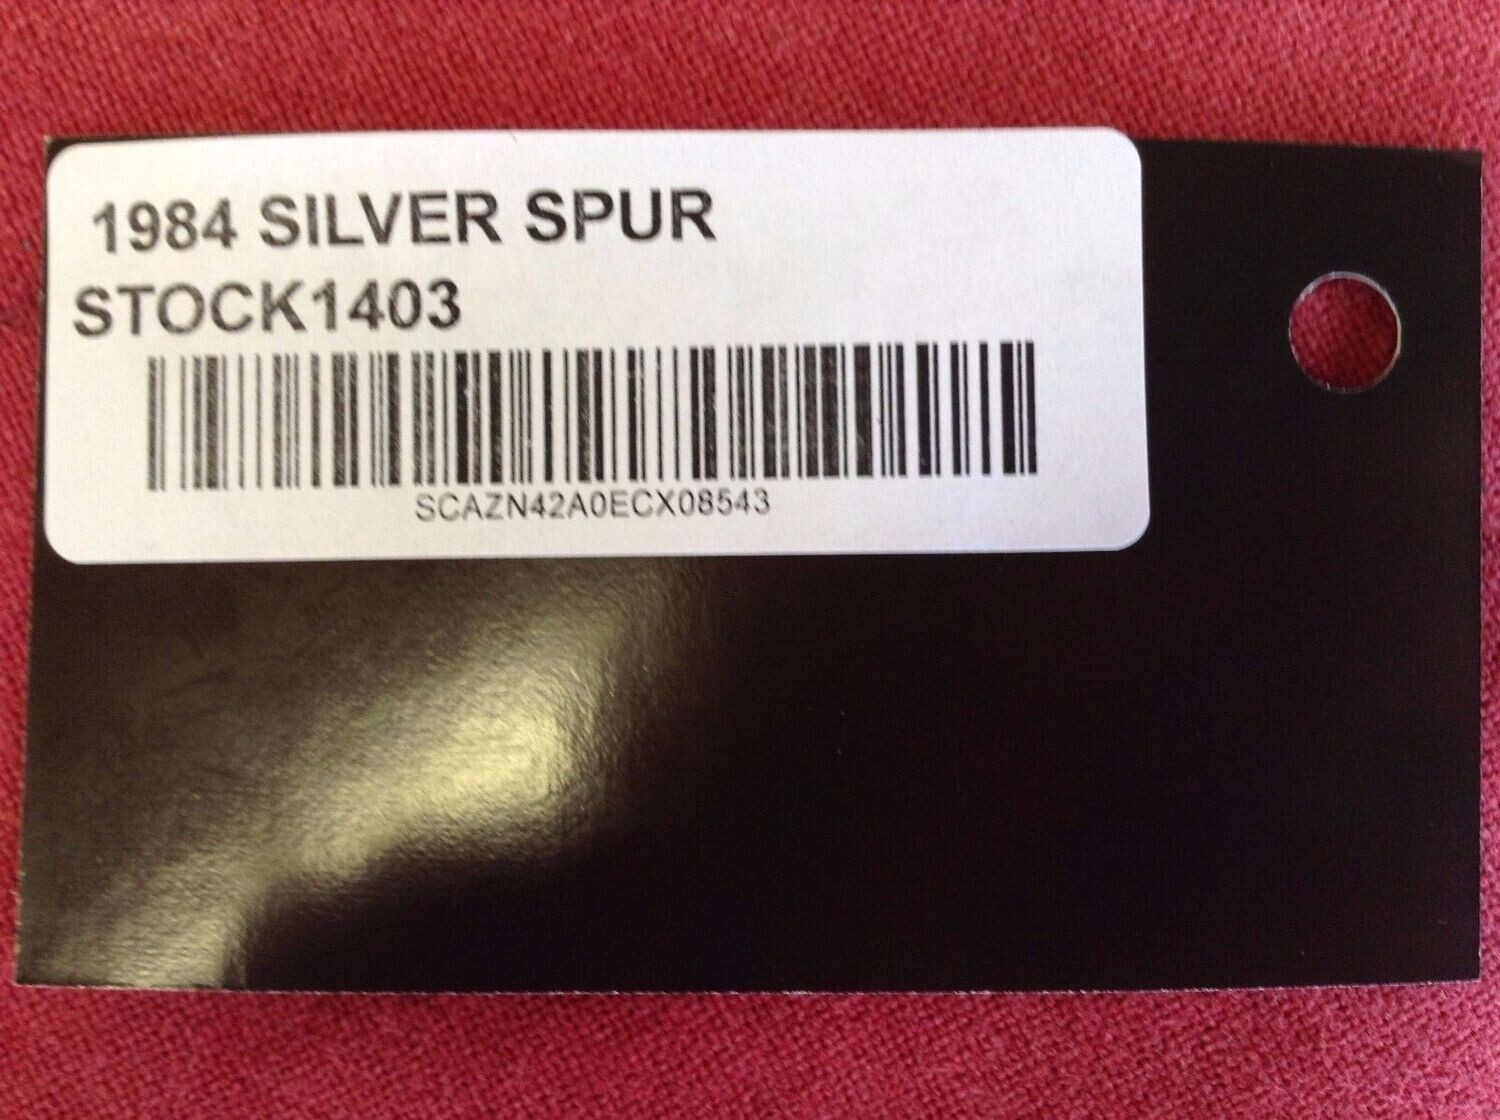 1984 SILVER SPUR
STOCK1403
SCAZN42A0ECX08543